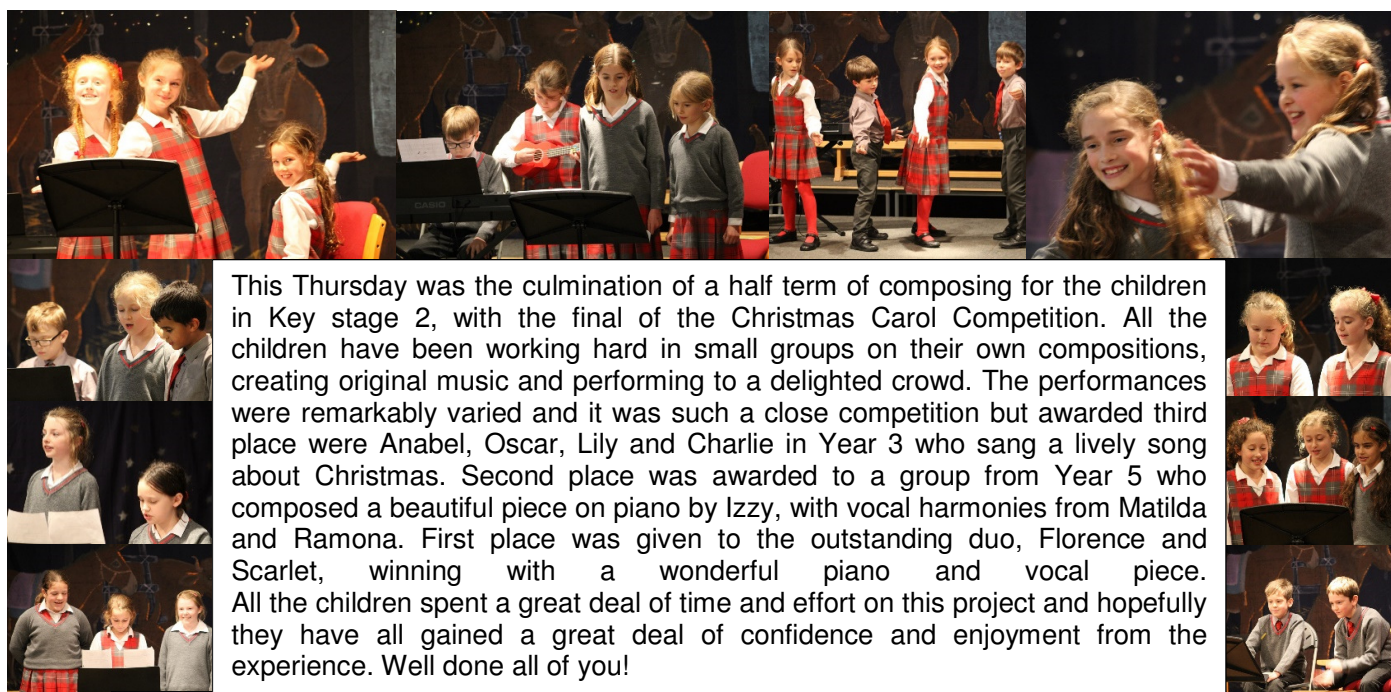 CASIO
This Thursday was the culmination of a half term of composing for the children
in Key stage 2, with the final of the Christmas Carol Competition. All the
children have been working hard in small groups on their own compositions,
creating original music and performing to a delighted crowd. The performances
were remarkably varied and it was such a close competition but awarded third
place were Anabel, Oscar, Lily and Charlie in Year 3 who sang a lively song
about Christmas. Second place was awarded to a group from Year 5 who
composed a beautiful piece on piano by Izzy, with vocal harmonies from Matilda
and Ramona. First place was given to the outstanding duo, Florence and
Scarlet, winning with a wonderful piano and vocal piece.
All the children spent a great deal of time and effort on this project and hopefully
they have all gained a great deal of confidence and enjoyment from the
experience. Well done all of you!